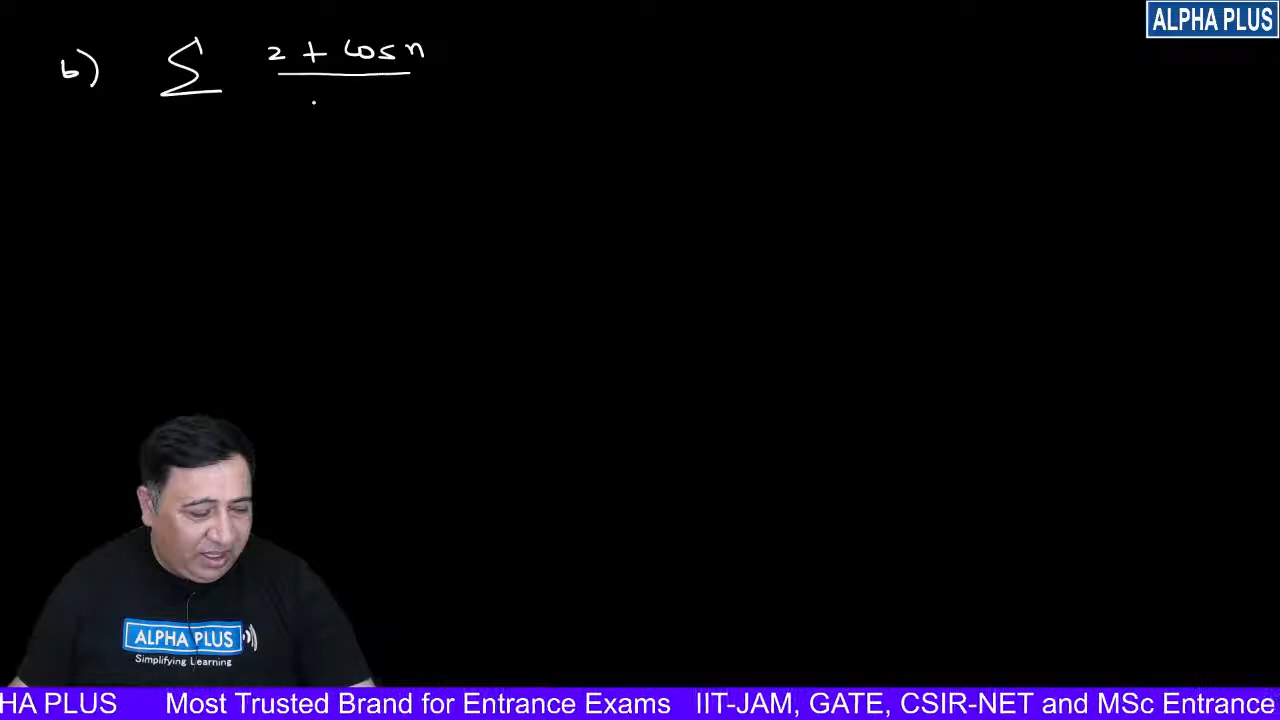 ALPHA PLUS
b) ∑ (2 + cos n) /
ALPHA PLUS
Simplifying Learning
HA PLUS Most Trusted Brand for Entrance Exams IIT-JAM, GATE, CSIR-NET and MSc Entrance